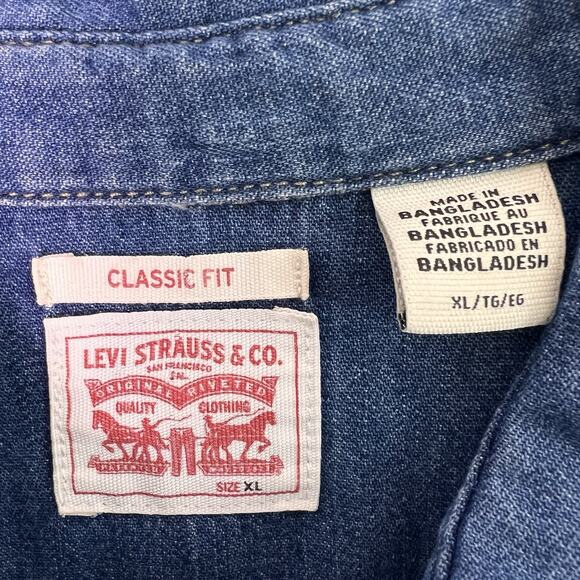 CLASSIC FIT
LEVI STRAUSS & CO.
SAN FRANCISCO
ORIGINAL RIVETED
QUALITY CLOTHING
SIZE XL
MADE IN
BANGLADESH
FABRIQUE AU
BANGLADESH
FABRICADO EN
BANGLADESH
XL/TG/EG